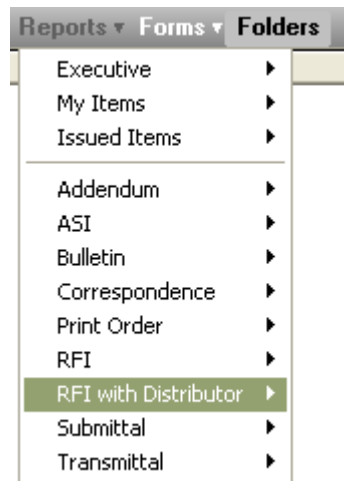 Reports Forms Folders
Executive
My Items
Issued Items
Addendum
ASI
Bulletin
Correspondence
Print Order
RFI
RFI with Distributor
Submittal
Transmittal